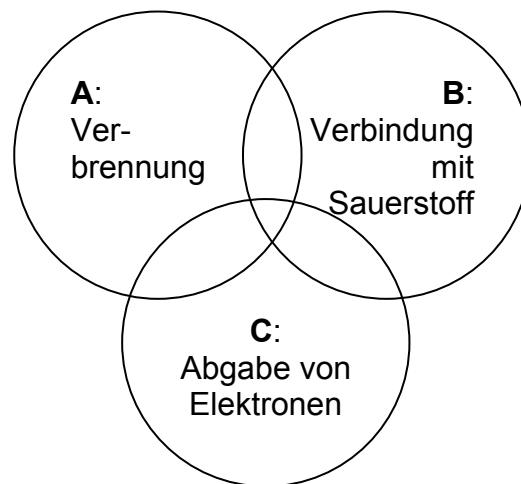 A:
Ver-
brennung
B:
Verbindung
mit
Sauerstoff
C:
Abgabe von
Elektronen